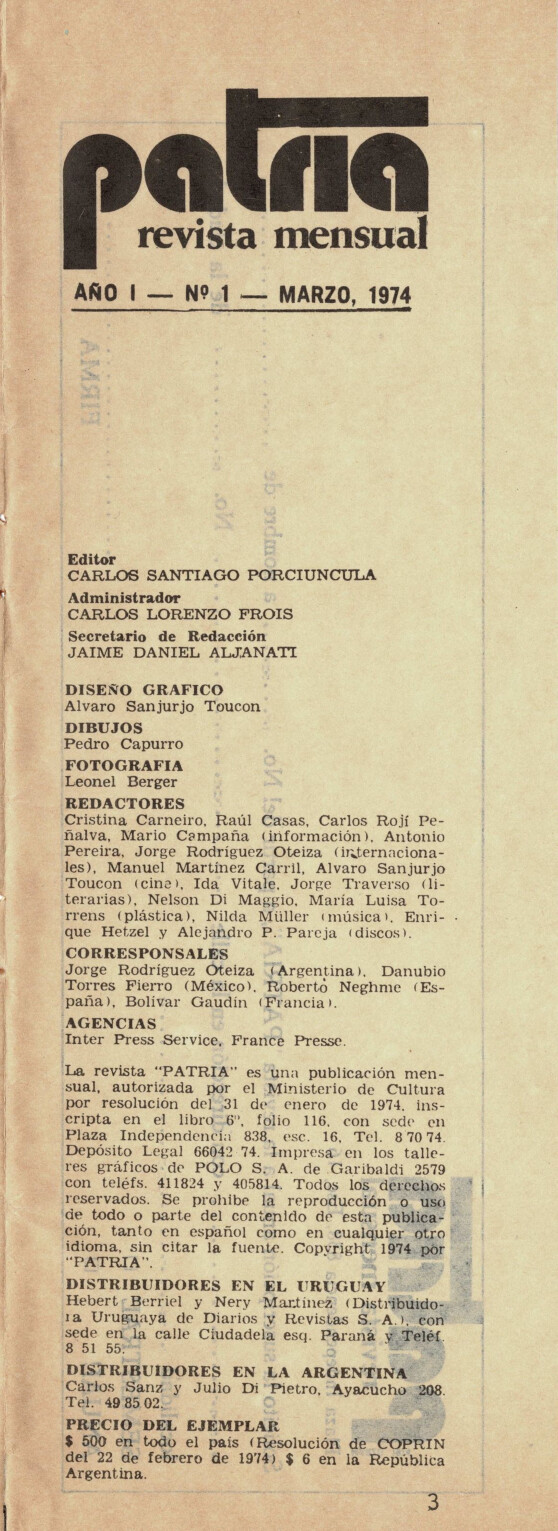 patria
revista mensual
AÑO I — Nº 1 — MARZO, 1974
Editor
CARLOS SANTIAGO PORCIUNCULA
Administrador
CARLOS LORENZO FROIS
Secretario de Redacción
JAIME DANIEL ALJANATI
DISEÑO GRAFICO
Alvaro Sanjurjo Toucon
DIBUJOS
Pedro Capurro
FOTOGRAFIA
Leonel Berger
REDACTORES
Cristina Carneiro, Raúl Casas, Carlos Rojí Pe-
ñalva, Mario Campaña (información), Antonio
Pereira, Jorge Rodríguez Oteiza (internaciona-
les), Manuel Martínez Carril, Alvaro Sanjurjo
Toucon (cine), Ida Vitale, Jorge Traverso (li-
terarias), Nelson Di Maggio, María Luisa To-
rrens (plástica), Nilda Müller (música), Enri-
que Hetzel y Alejandro P. Pareja (discos).
CORRESPONSALES
Jorge Rodríguez Oteiza (Argentina), Danubio
Torres Fierro (México), Roberto Neghme (Es-
paña), Bolívar Gaudín (Francia).
AGENCIAS
Inter Press Service, France Presse.
La revista "PATRIA" es una publicación men-
sual, autorizada por el Ministerio de Cultura
por resolución del 31 de enero de 1974, ins-
cripta en el libro 6º, folio 116, con sede en
Plaza Independencia 838, esc. 16, Tel. 8 70 74.
Depósito Legal 66042 74. Impresa en los talle-
res gráficos de POLO S. A. de Garibaldi 2579
con teléfs. 411824 y 405814. Todos los derechos
reservados. Se prohibe la reproducción o uso
de todo o parte del contenido de esta publica-
ción, tanto en español como en cualquier otro
idioma, sin citar la fuente. Copyright 1974 por
"PATRIA".
DISTRIBUIDORES EN EL URUGUAY
Hebert Berriel y Nery Martínez (Distribuido-
ra Uruguaya de Diarios y Revistas S. A.), con
sede en la calle Ciudadela esq. Paraná y Teléf.
8 51 55.
DISTRIBUIDORES EN LA ARGENTINA
Carlos Sanz y Julio Di Pietro, Ayacucho 208.
Tel. 49 85 02.
PRECIO DEL EJEMPLAR
$ 500 en todo el país (Resolución de COPRIN
del 22 de febrero de 1974) $ 6 en la República
Argentina.
3